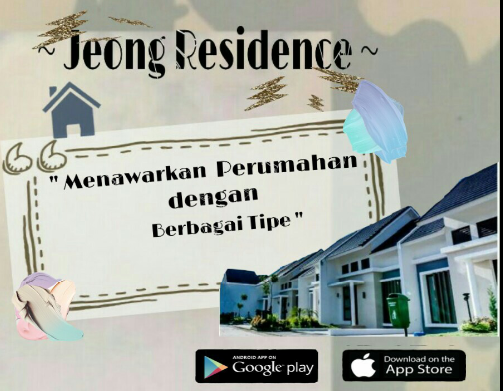 ~ Jeong Residence ~
" Menawarkan Perumahan "
dengan
Berbagai Tipe "
ANDROID APP ON
Google play
Download on the
App Store